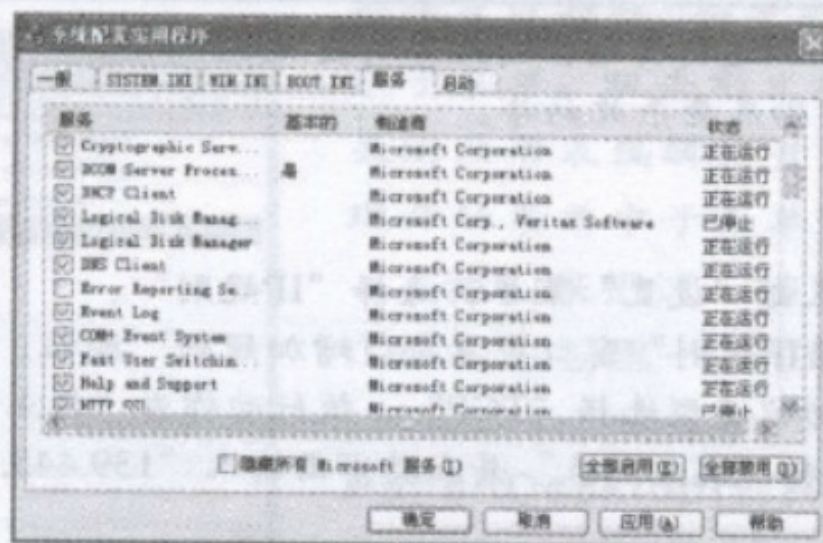 系统配置实用程序
一般 SYSTEM.INI WIN.INI BOOT.INI 服务 启动
服务 基本的 制造商 状态
Cryptographic Serv... Microsoft Corporation 正在运行
DCOM Server Proces... 是 Microsoft Corporation 正在运行
DHCP Client Microsoft Corporation 正在运行
Logical Disk Manag... Microsoft Corp., Veritas Software 已停止
Logical Disk Manager Microsoft Corporation 正在运行
DNS Client Microsoft Corporation 正在运行
Error Reporting Se... Microsoft Corporation 正在运行
Event Log Microsoft Corporation 正在运行
COM+ Event System Microsoft Corporation 正在运行
Fast User Switchin... Microsoft Corporation 正在运行
Help and Support Microsoft Corporation 正在运行
HTTP SSL Microsoft Corporation 已停止
隐藏所有 Microsoft 服务(I) 全部启用(E) 全部禁用(D)
确定 取消 应用(A) 帮助